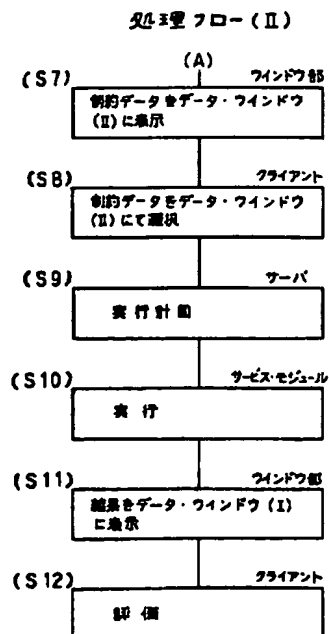 処理フロー(II)
(A)
(S7)
ウインドウ部
制約データをデータ・ウインドウ
(II)に表示
(S8)
クライアント
制約データをデータ・ウインドウ
(II)にて選択
(S9)
サーバ
実行計画
(S10)
サービス・モジュール
実行
(S11)
ウインドウ部
結果をデータ・ウインドウ(I)
に表示
(S12)
クライアント
評価